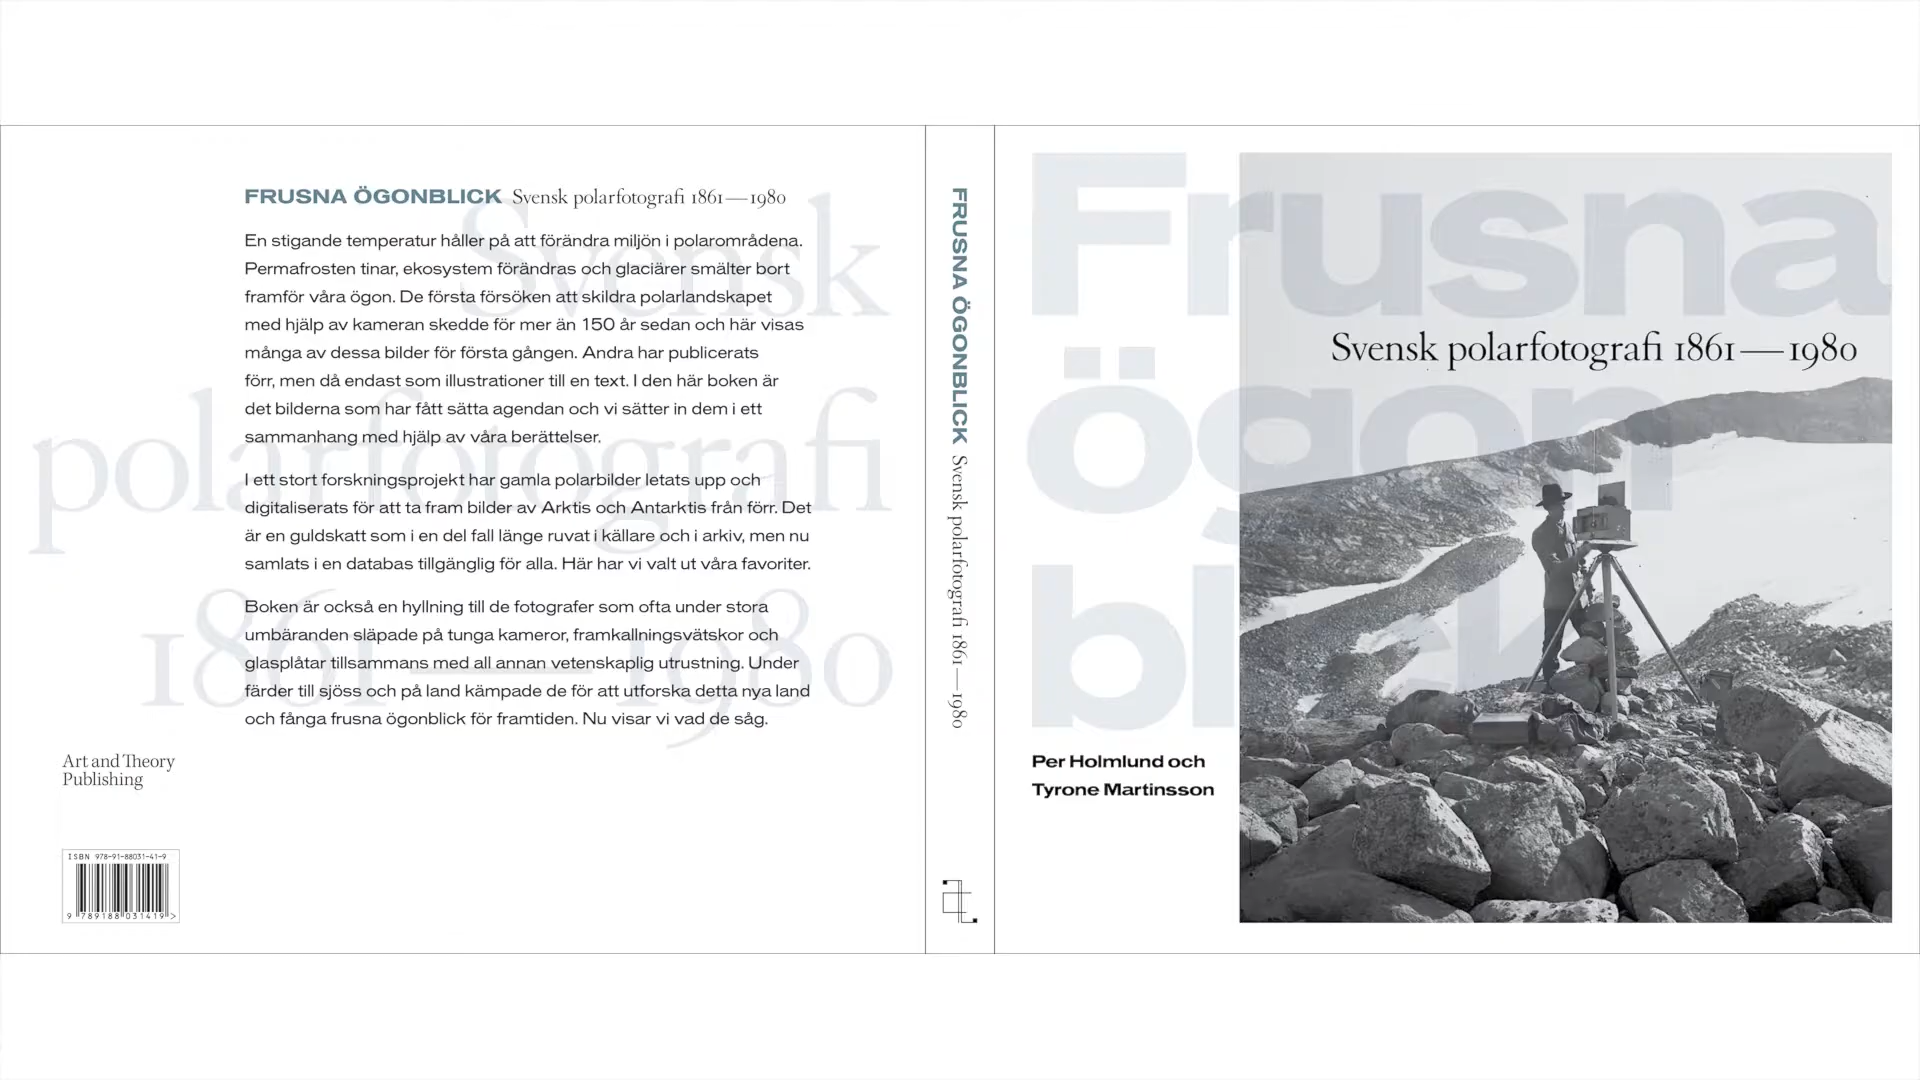 FRUSNA ÖGONBLICK Svensk polarfotografi 1861—1980
En stigande temperatur håller på att förändra miljön i polarområdena.
Permafrosten tinar, ekosystem förändras och glaciärer smälter bort
framför våra ögon. De första försöken att skildra polarlandskapet
med hjälp av kameran skedde för mer än 150 år sedan och här visas
många av dessa bilder för första gången. Andra har publicerats
förr, men då endast som illustrationer till en text. I den här boken är
det bilderna som har fått sätta agendan och vi sätter in dem i ett
sammanhang med hjälp av våra berättelser.
I ett stort forskningsprojekt har gamla polarbilder letats upp och
digitaliserats för att ta fram bilder av Arktis och Antarktis från förr. Det
är en guldskatt som i en del fall länge ruvat i källare och i arkiv, men nu
samlats i en databas tillgänglig för alla. Här har vi valt ut våra favoriter.
Boken är också en hyllning till de fotografer som ofta under stora
umbäranden släpade på tunga kameror, framkallningsvätskor och
glasplåtar tillsammans med all annan vetenskaplig utrustning. Under
färder till sjöss och på land kämpade de för att utforska detta nya land
och fånga frusna ögonblick för framtiden. Nu visar vi vad de såg.
Svensk
polarfotografi
1861—1980
Art and Theory
Publishing
ISBN 978-91-88031-41-9
9 789188 031419 >
FRUSNA ÖGONBLICK Svensk polarfotografi 1861—1980
Frusna
ögon
blick
Svensk polarfotografi 1861—1980
Per Holmlund och
Tyrone Martinsson